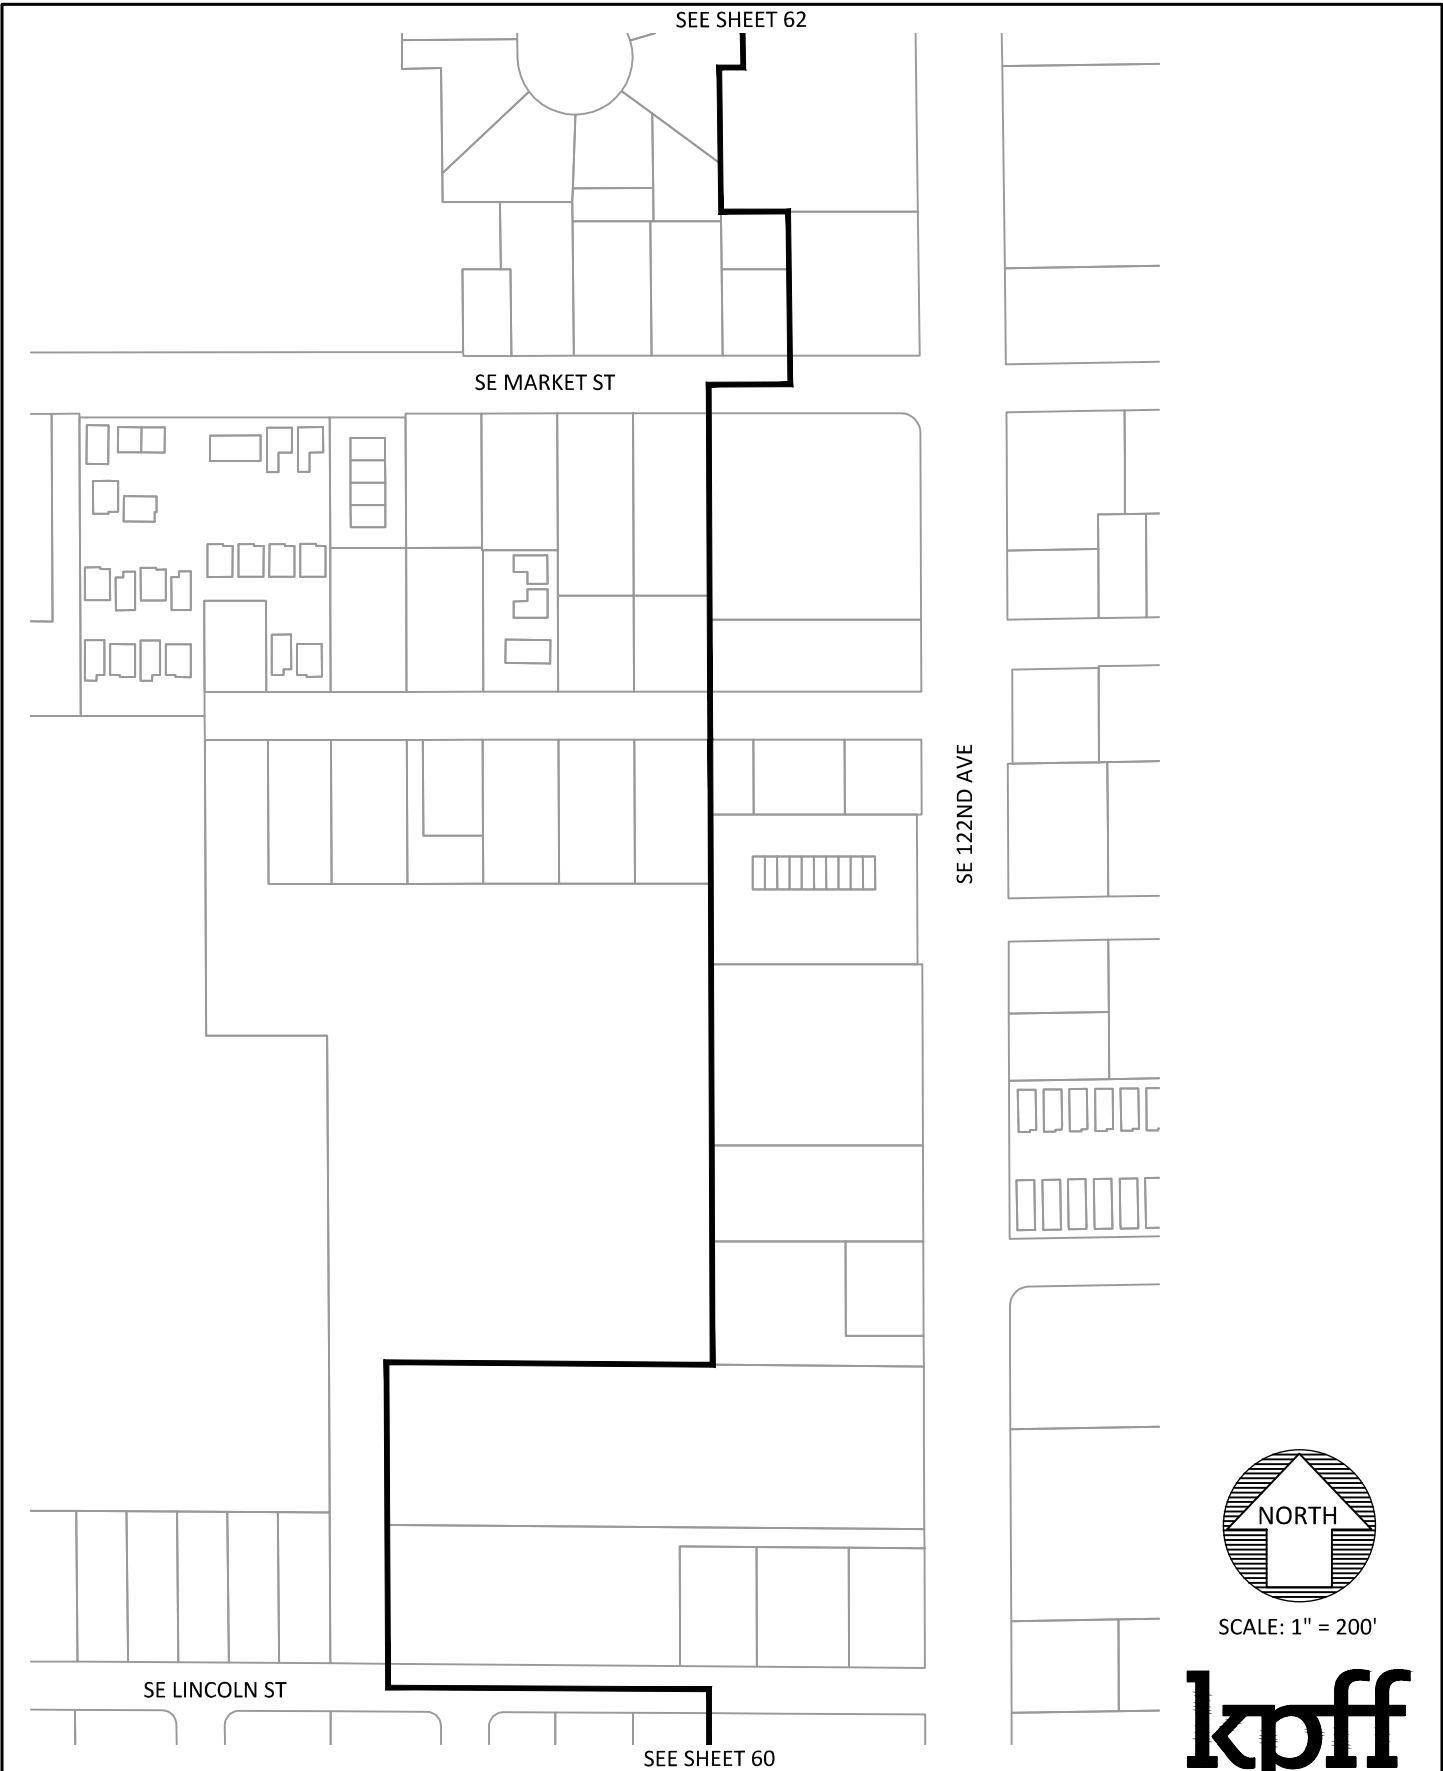 SEE SHEET 62
SE MARKET ST
SE 122ND AVE
NORTH
SCALE: 1" = 200'
SE LINCOLN ST
kpff
SEE SHEET 60